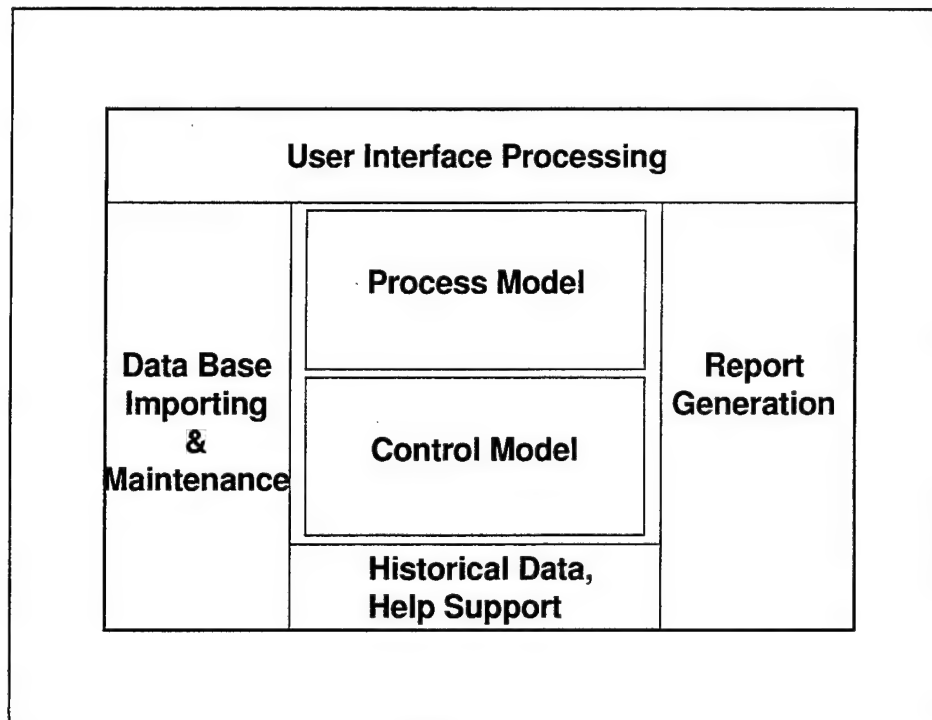 User Interface Processing
Process Model
Data Base
Importing
&
Maintenance
Report
Generation
Control Model
Historical Data,
Help Support